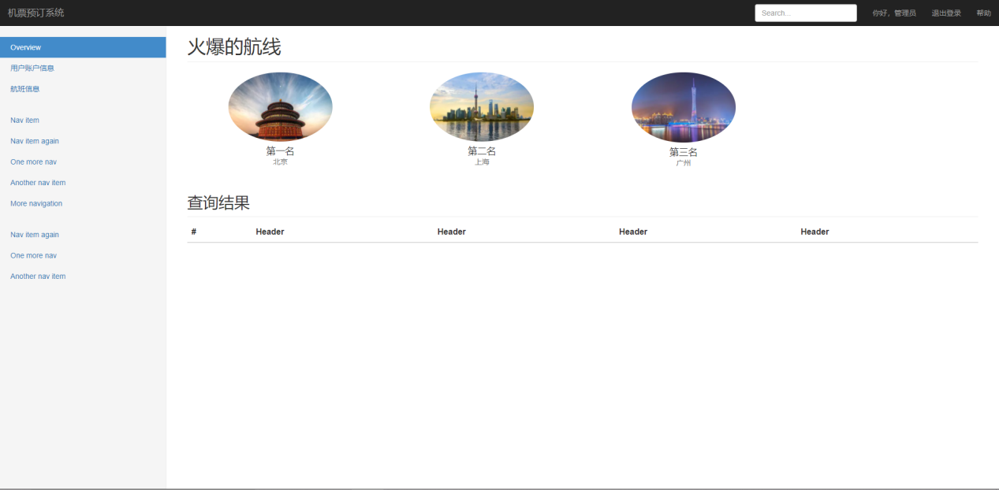 机票预订系统
Search...
你好，管理员
退出登录
帮助
Overview
用户账户信息
航班信息
Nav item
Nav item again
One more nav
Another nav item
More navigation
Nav item again
One more nav
Another nav item
火爆的航线
第一名
北京
第二名
上海
第三名
广州
查询结果
# Header Header Header Header